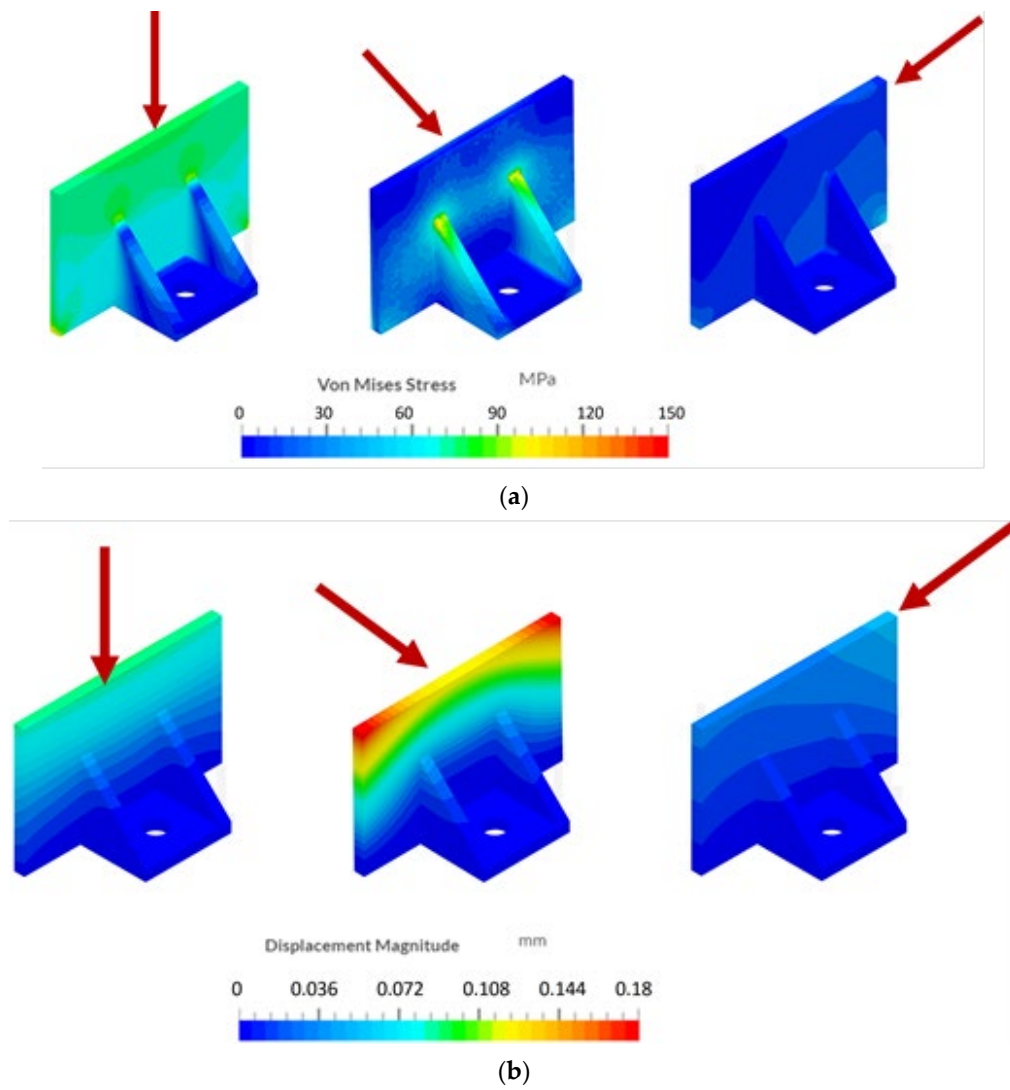 Von Mises Stress MPa
0 30 60 90 120 150
(a)
Displacement Magnitude mm
0 0.036 0.072 0.108 0.144 0.18
(b)